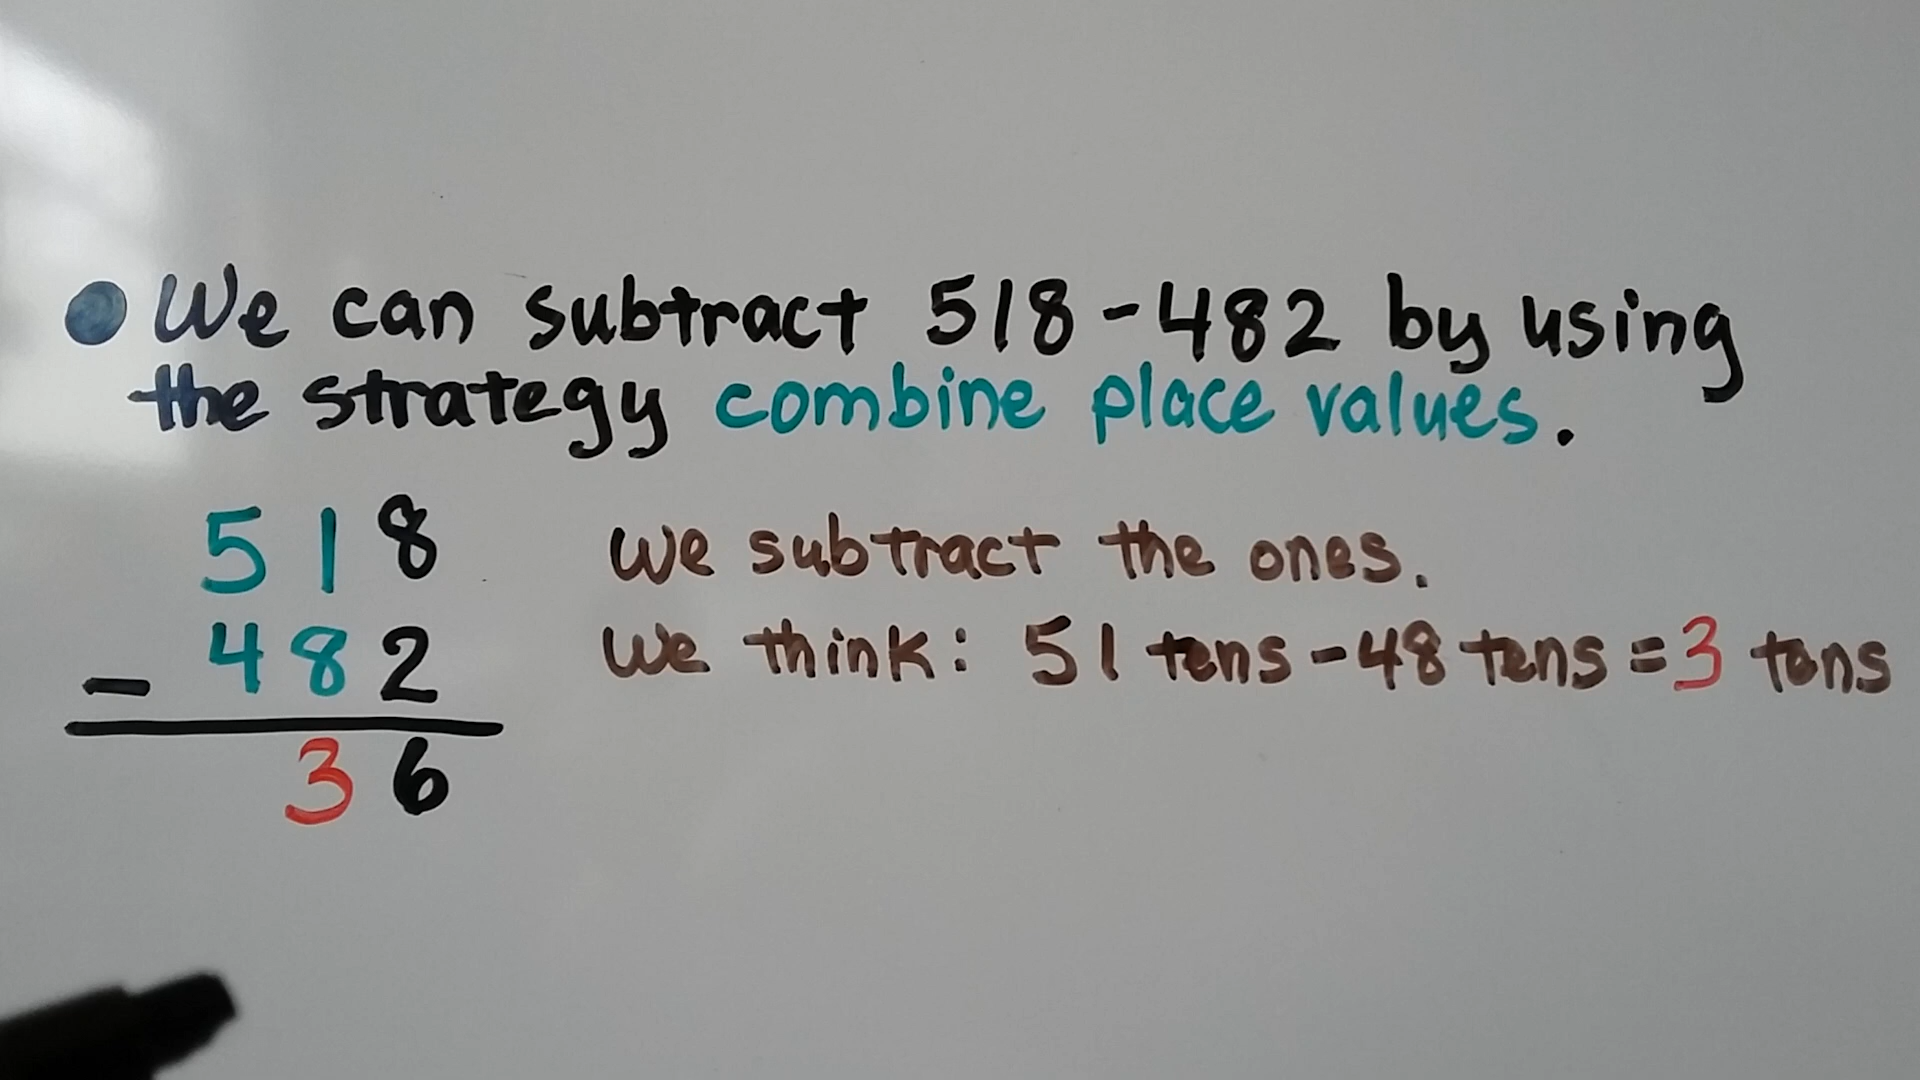 We can subtract 518-482 by using
the strategy combine place values.
518 We subtract the ones.
- 482 We think: 51 tens-48 tens=3 tens
36